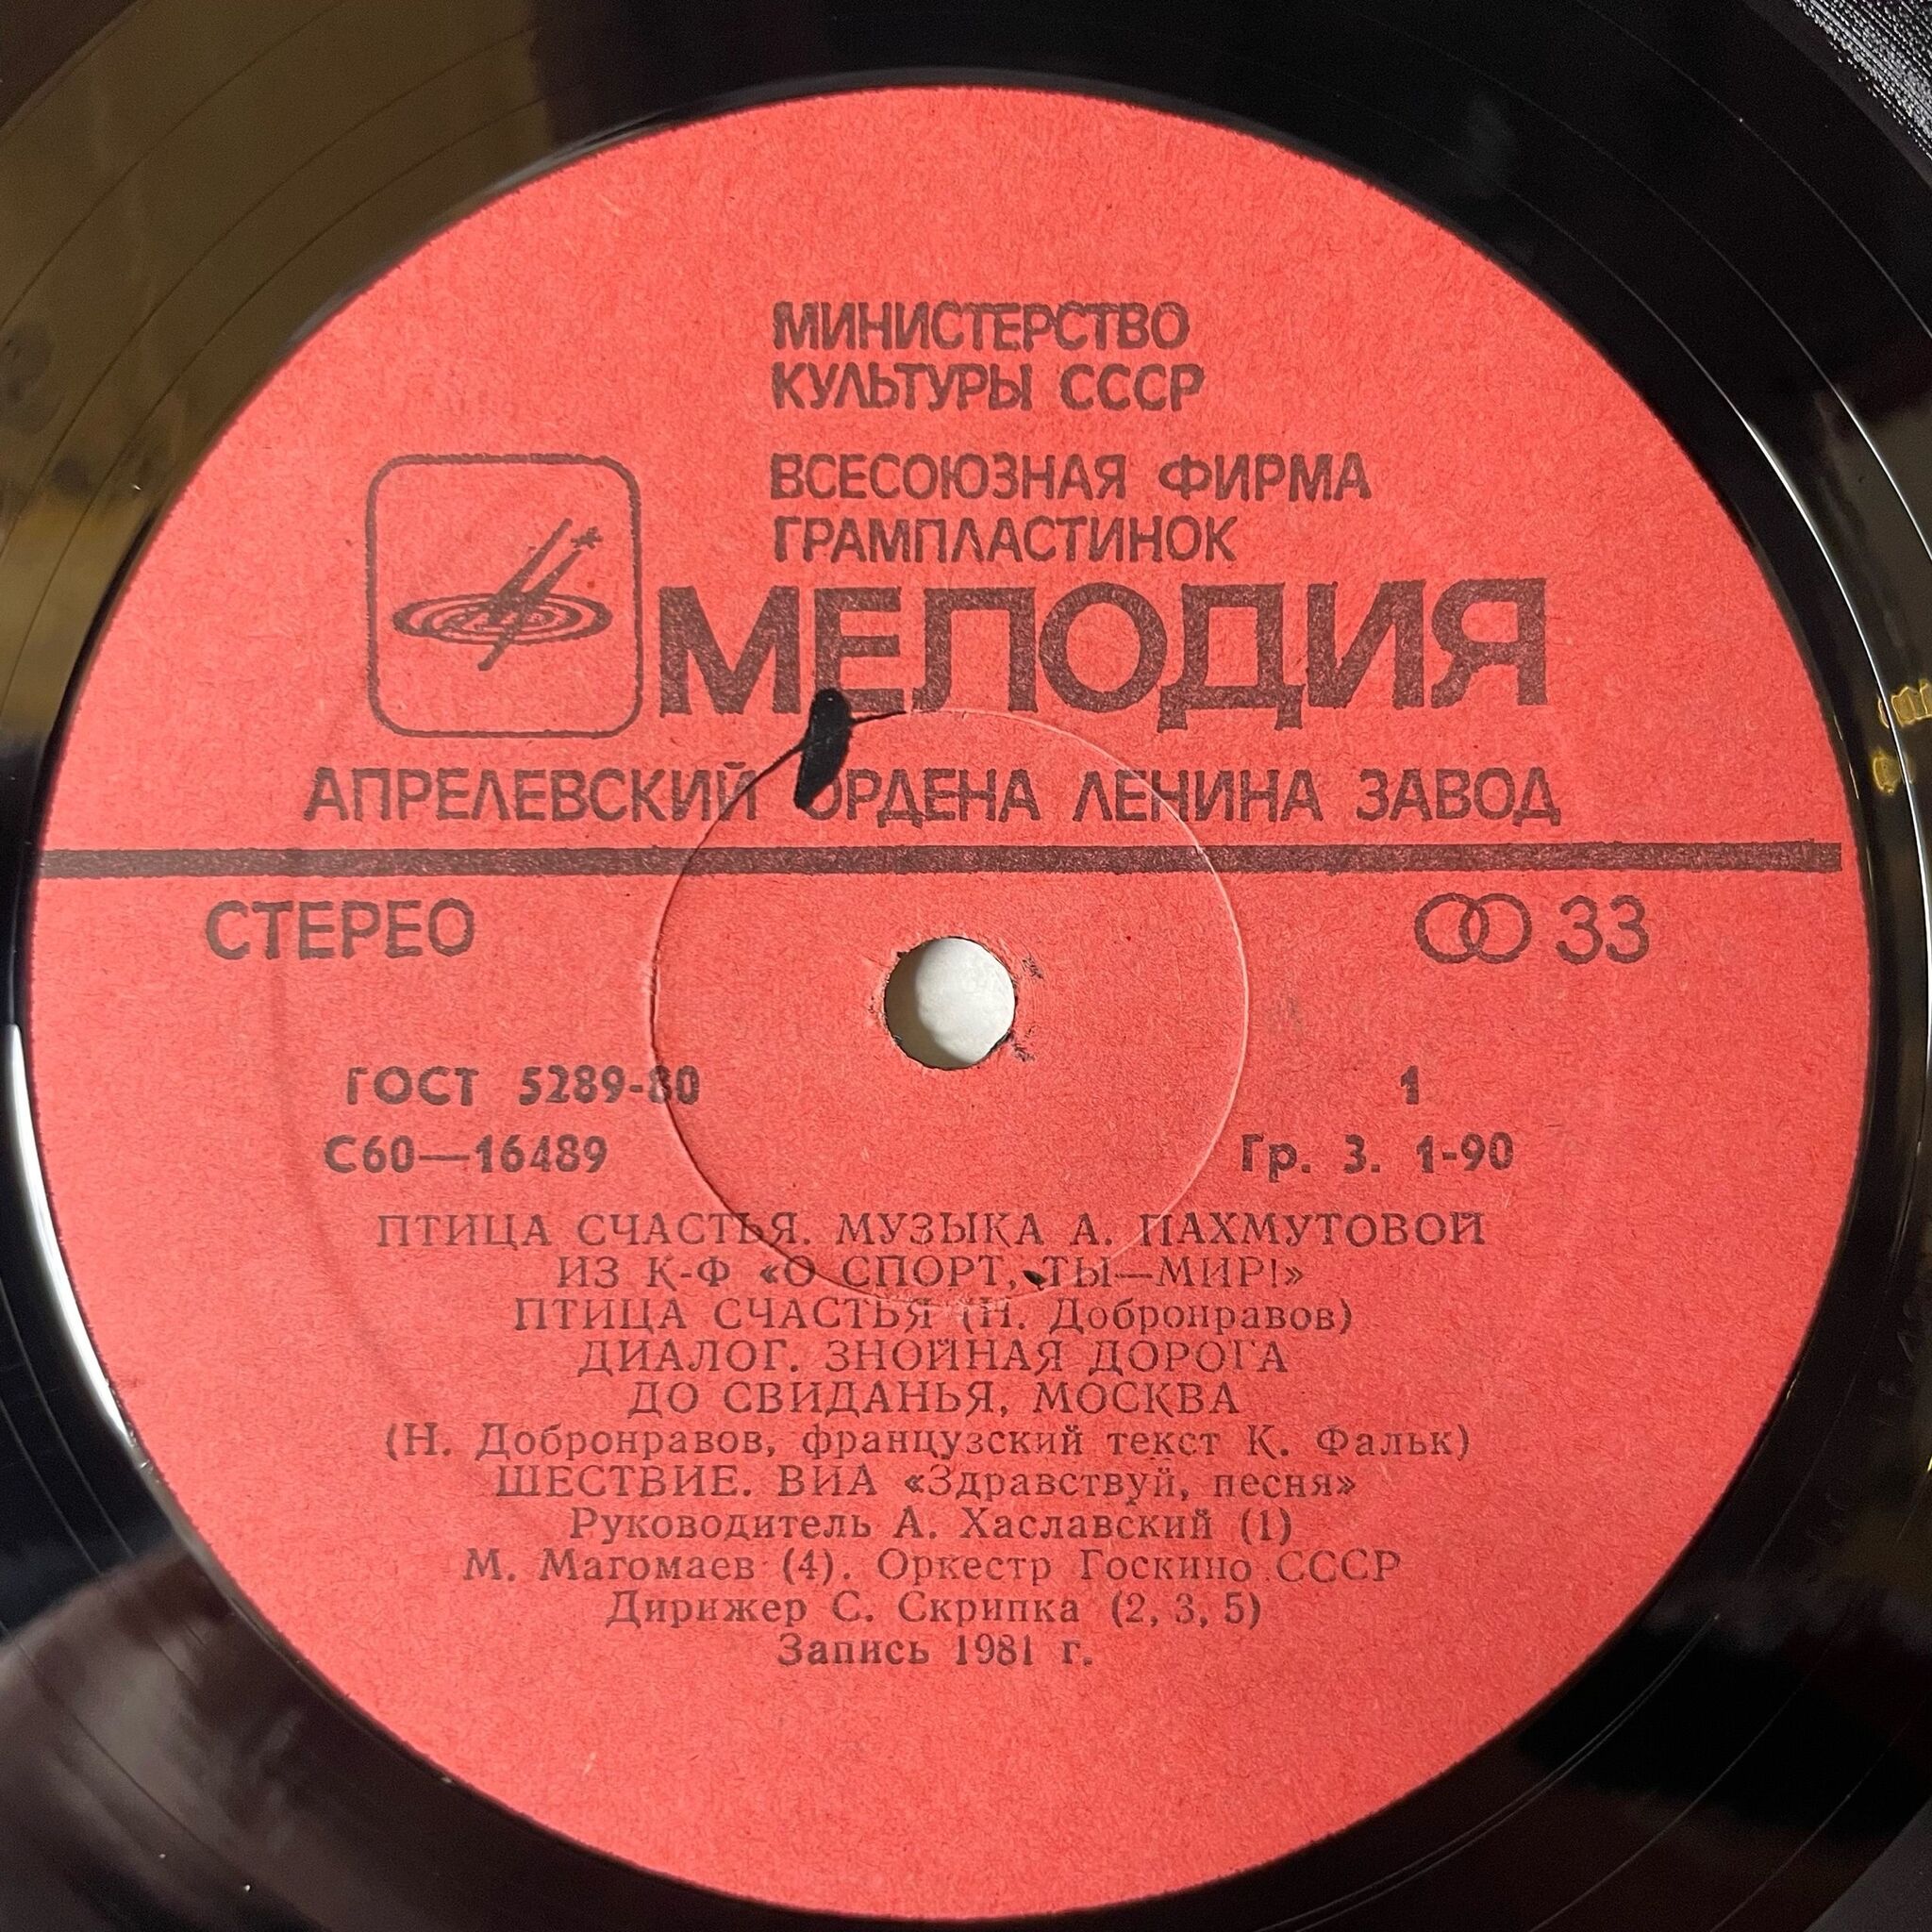 МИНИСТЕРСТВО
КУЛЬТУРЫ СССР
ВСЕСОЮЗНАЯ ФИРМА
ГРАМПЛАСТИНОК
МЕЛОДИЯ
АПРЕЛЕВСКИЙ ОРДЕНА ЛЕНИНА ЗАВОД
СТЕРЕО 33
ГОСТ 5289-80 1
С60—16489 Гр. 3. 1-90
ПТИЦА СЧАСТЬЯ. МУЗЫКА А. ПАХМУТОВОЙ
ИЗ К-Ф «О СПОРТ, ТЫ—МИР!»
ПТИЦА СЧАСТЬЯ (Н. Добронравов)
ДИАЛОГ. ЗНОЙНАЯ ДОРОГА
ДО СВИДАНЬЯ, МОСКВА
(Н. Добронравов, французский текст К. Фальк)
ШЕСТВИЕ. ВИА «Здравствуй, песня»
Руководитель А. Хаславский (1)
М. Магомаев (4). Оркестр Госкино СССР
Дирижер С. Скрипка (2, 3, 5)
Запись 1981 г.